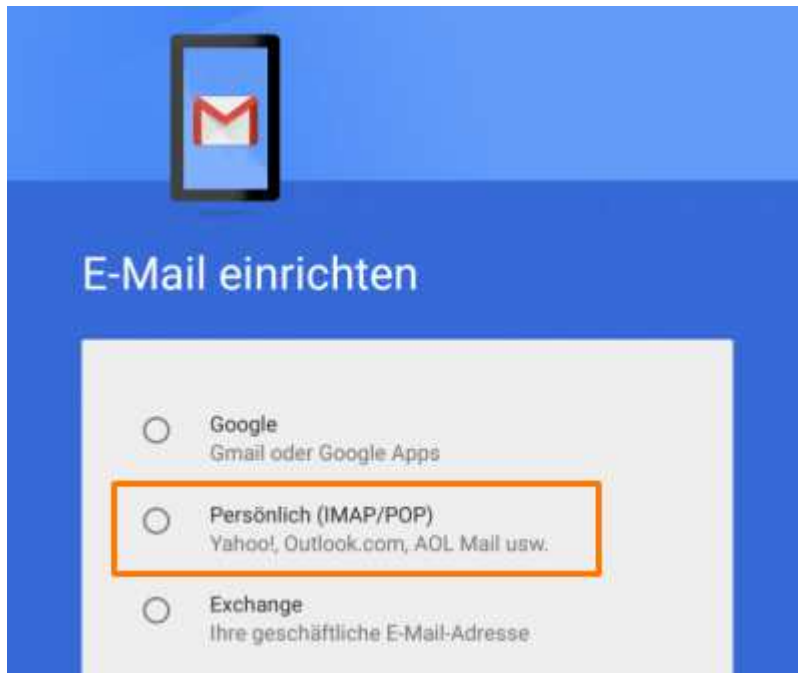 E-Mail einrichten
Google
Gmail oder Google Apps
Persönlich (IMAP/POP)
Yahoo!, Outlook.com, AOL Mail usw.
Exchange
Ihre geschäftliche E-Mail-Adresse